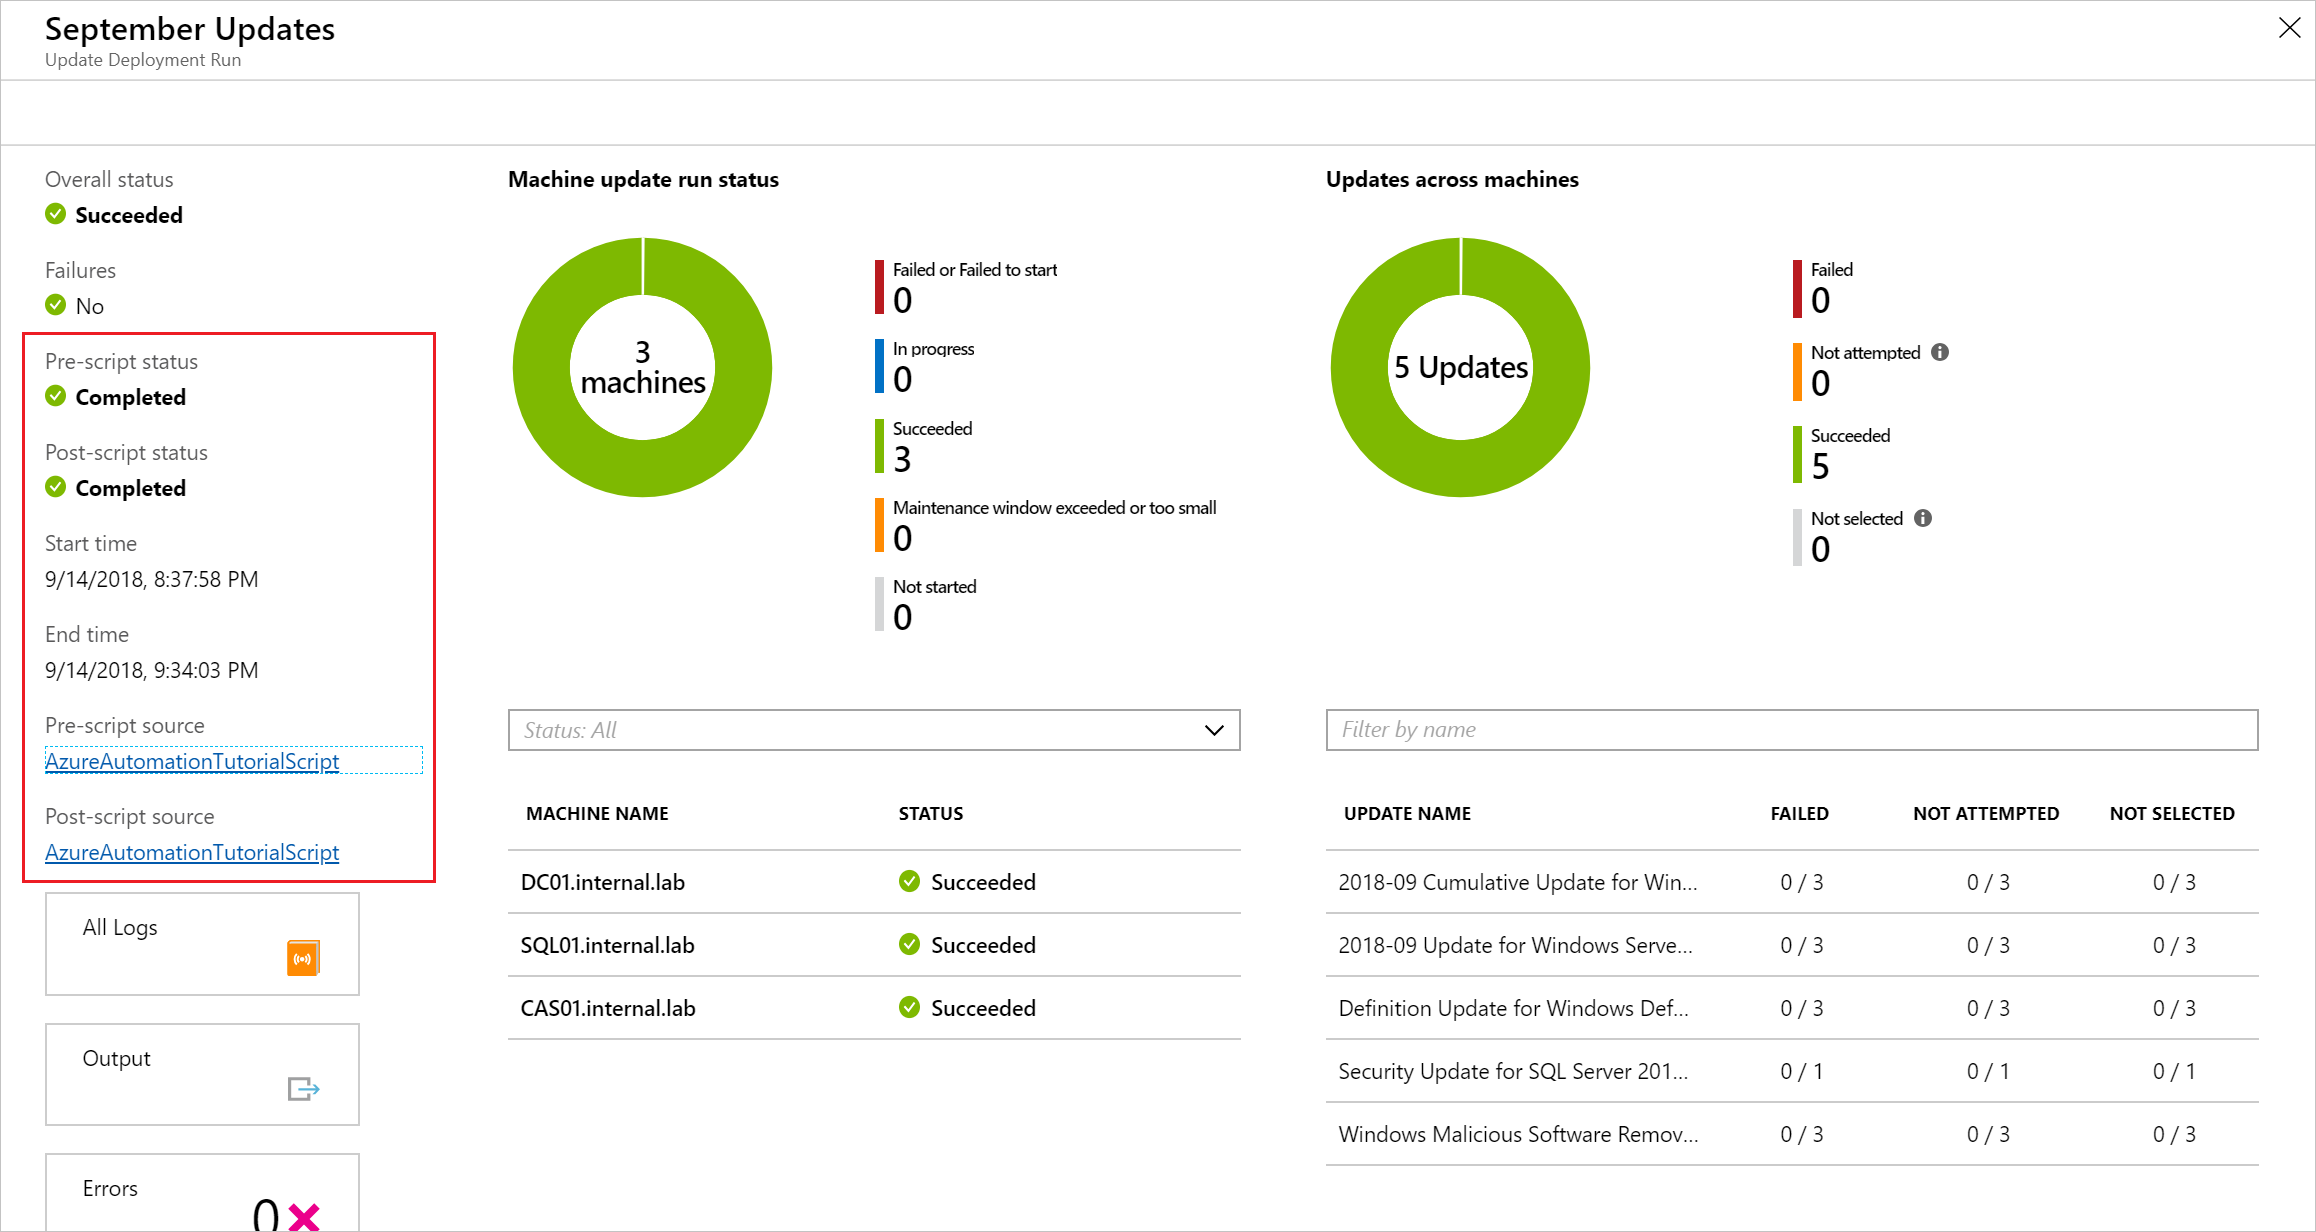 September Updates
Update Deployment Run
Overall status
Succeeded
Failures
No
Pre-script status
Completed
Post-script status
Completed
Start time
9/14/2018, 8:37:58 PM
End time
9/14/2018, 9:34:03 PM
Pre-script source
AzureAutomationTutorialScript
Post-script source
AzureAutomationTutorialScript
All Logs
Output
Errors
0
Machine update run status
3
machines
Failed or Failed to start
0
In progress
0
Succeeded
3
Maintenance window exceeded or too small
0
Not started
0
Status: All
MACHINE NAME STATUS
DC01.internal.lab Succeeded
SQL01.internal.lab Succeeded
CAS01.internal.lab Succeeded
Updates across machines
5 Updates
Failed
0
Not attempted
0
Succeeded
5
Not selected
0
Filter by name
UPDATE NAME FAILED NOT ATTEMPTED NOT SELECTED
2018-09 Cumulative Update for Win... 0 / 3 0 / 3 0 / 3
2018-09 Update for Windows Serve... 0 / 3 0 / 3 0 / 3
Definition Update for Windows Def... 0 / 3 0 / 3 0 / 3
Security Update for SQL Server 201... 0 / 1 0 / 1 0 / 1
Windows Malicious Software Remov... 0 / 3 0 / 3 0 / 3